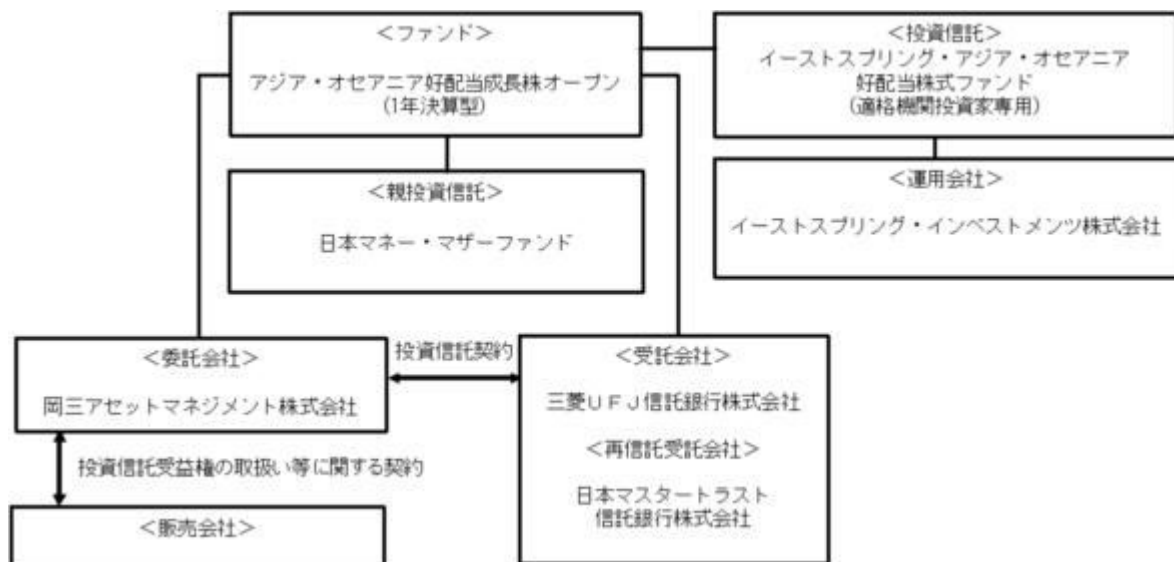 ＜ファンド＞
アジア・オセアニア好配当成長株オープン
(1年決算型)
＜投資信託＞
イーストスプリング・アジア・オセアニア
好配当株式ファンド
(適格機関投資家専用)
＜親投資信託＞
日本マネー・マザーファンド
＜運用会社＞
イーストスプリング・インベストメンツ株式会社
＜委託会社＞
岡三アセットマネジメント株式会社
投資信託契約
＜受託会社＞
三菱ＵＦＪ信託銀行株式会社
＜再信託受託会社＞
日本マスタートラスト
信託銀行株式会社
投資信託受益権の取扱い等に関する契約
＜販売会社＞